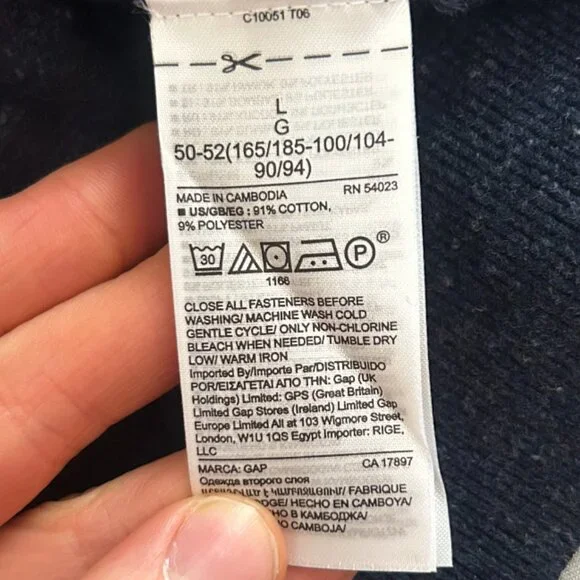 C10051 T06
L
G
50-52(165/185-100/104-
90/94)
MADE IN CAMBODIA RN 54023
■ US/GB/EG : 91% COTTON,
9% POLYESTER
30 P®
1166
CLOSE ALL FASTENERS BEFORE
WASHING/ MACHINE WASH COLD
GENTLE CYCLE/ ONLY NON-CHLORINE
BLEACH WHEN NEEDED/ TUMBLE DRY
LOW/ WARM IRON
Imported By/Importe Par/DISTRIBUIDO
POR/ΕΙΣΑΓΕΤΑΙ ΑΠΟ ΤΗΝ: Gap (UK
Holdings) Limited: GPS (Great Britain)
Limited Gap Stores (Ireland) Limited Gap
Europe Limited All at 103 Wigmore Street,
London, W1U 1QS Egypt Importer: RIGE,
LLC
MARCA: GAP CA 17897
Одежда второго слоя
FABRIQUE
HECHO EN CAMBOYA/
В КАМБОДЖА/
CAMBOJA/